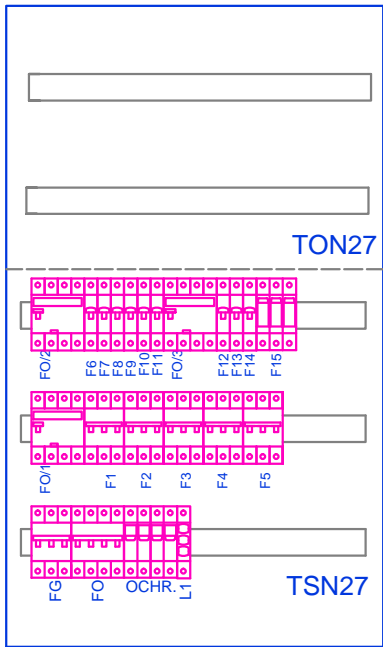 TON27
FO/2 F6 F7 F8 F9 F10 F11 FO/3 F12 F13 F14 F15
FO/1 F1 F2 F3 F4 F5
FG FO OCHR. L1
TSN27